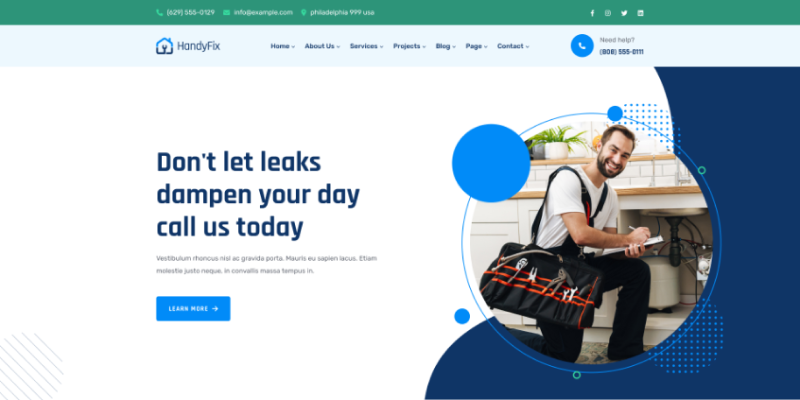 (629) 555-0129 info@example.com philadelphia 999 usa
HandyFix
Home About Us Services Projects Blog Page Contact
Need help?
(808) 555-0111
Don't let leaks
dampen your day
call us today
Vestibulum rhoncus nisl ac gravida porta. Mauris eu sapien lacus. Etiam
molestie justo neque, in convallis massa tempus in.
LEARN MORE